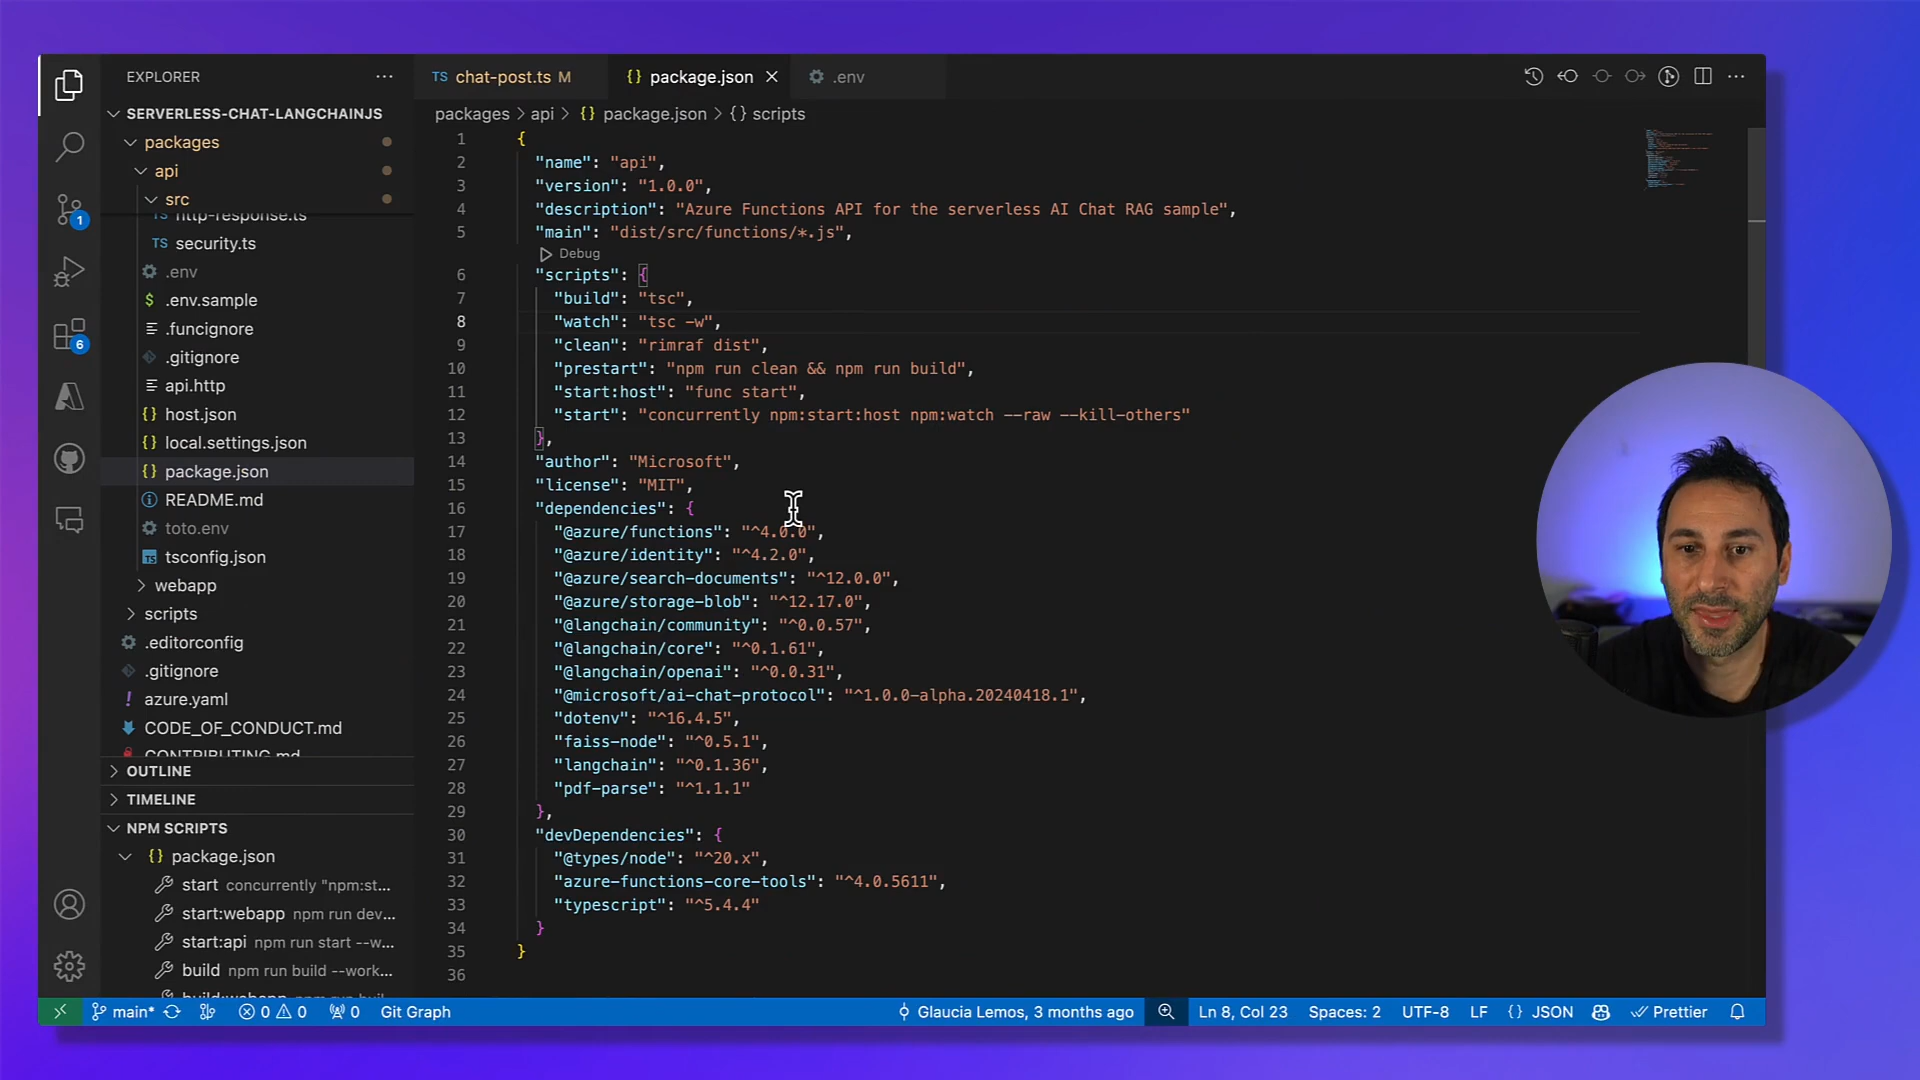 EXPLORER
SERVERLESS-CHAT-LANGCHAINJS
packages
api
src
http-response.ts
TS security.ts
.env
$ .env.sample
.funcignore
.gitignore
api.http
{} host.json
{} local.settings.json
{} package.json
README.md
toto.env
TS tsconfig.json
webapp
scripts
.editorconfig
.gitignore
! azure.yaml
CODE_OF_CONDUCT.md
CONTRIBUTING.md
OUTLINE
TIMELINE
NPM SCRIPTS
{} package.json
start concurrently "npm:st...
start:webapp npm run dev...
start:api npm run start --w...
build npm run build --work...
build:webapp npm run buil...
1
6
TS chat-post.ts M
{} package.json
.env
packages > api > {} package.json > {} scripts
1 {
2 "name": "api",
3 "version": "1.0.0",
4 "description": "Azure Functions API for the serverless AI Chat RAG sample",
5 "main": "dist/src/functions/*.js",
Debug
6 "scripts": {
7 "build": "tsc",
8 "watch": "tsc -w",
9 "clean": "rimraf dist",
10 "prestart": "npm run clean && npm run build",
11 "start:host": "func start",
12 "start": "concurrently npm:start:host npm:watch --raw --kill-others"
13 },
14 "author": "Microsoft",
15 "license": "MIT",
16 "dependencies": {
17 "@azure/functions": "^4.0.0",
18 "@azure/identity": "^4.2.0",
19 "@azure/search-documents": "^12.0.0",
20 "@azure/storage-blob": "^12.17.0",
21 "@langchain/community": "^0.0.57",
22 "@langchain/core": "^0.1.61",
23 "@langchain/openai": "^0.0.31",
24 "@microsoft/ai-chat-protocol": "^1.0.0-alpha.20240418.1",
25 "dotenv": "^16.4.5",
26 "faiss-node": "^0.5.1",
27 "langchain": "^0.1.36",
28 "pdf-parse": "^1.1.1"
29 },
30 "devDependencies": {
31 "@types/node": "^20.x",
32 "azure-functions-core-tools": "^4.0.5611",
33 "typescript": "^5.4.4"
34 }
35 }
36
main* 0 0 0 Git Graph Glaucia Lemos, 3 months ago Ln 8, Col 23 Spaces: 2 UTF-8 LF {} JSON Prettier